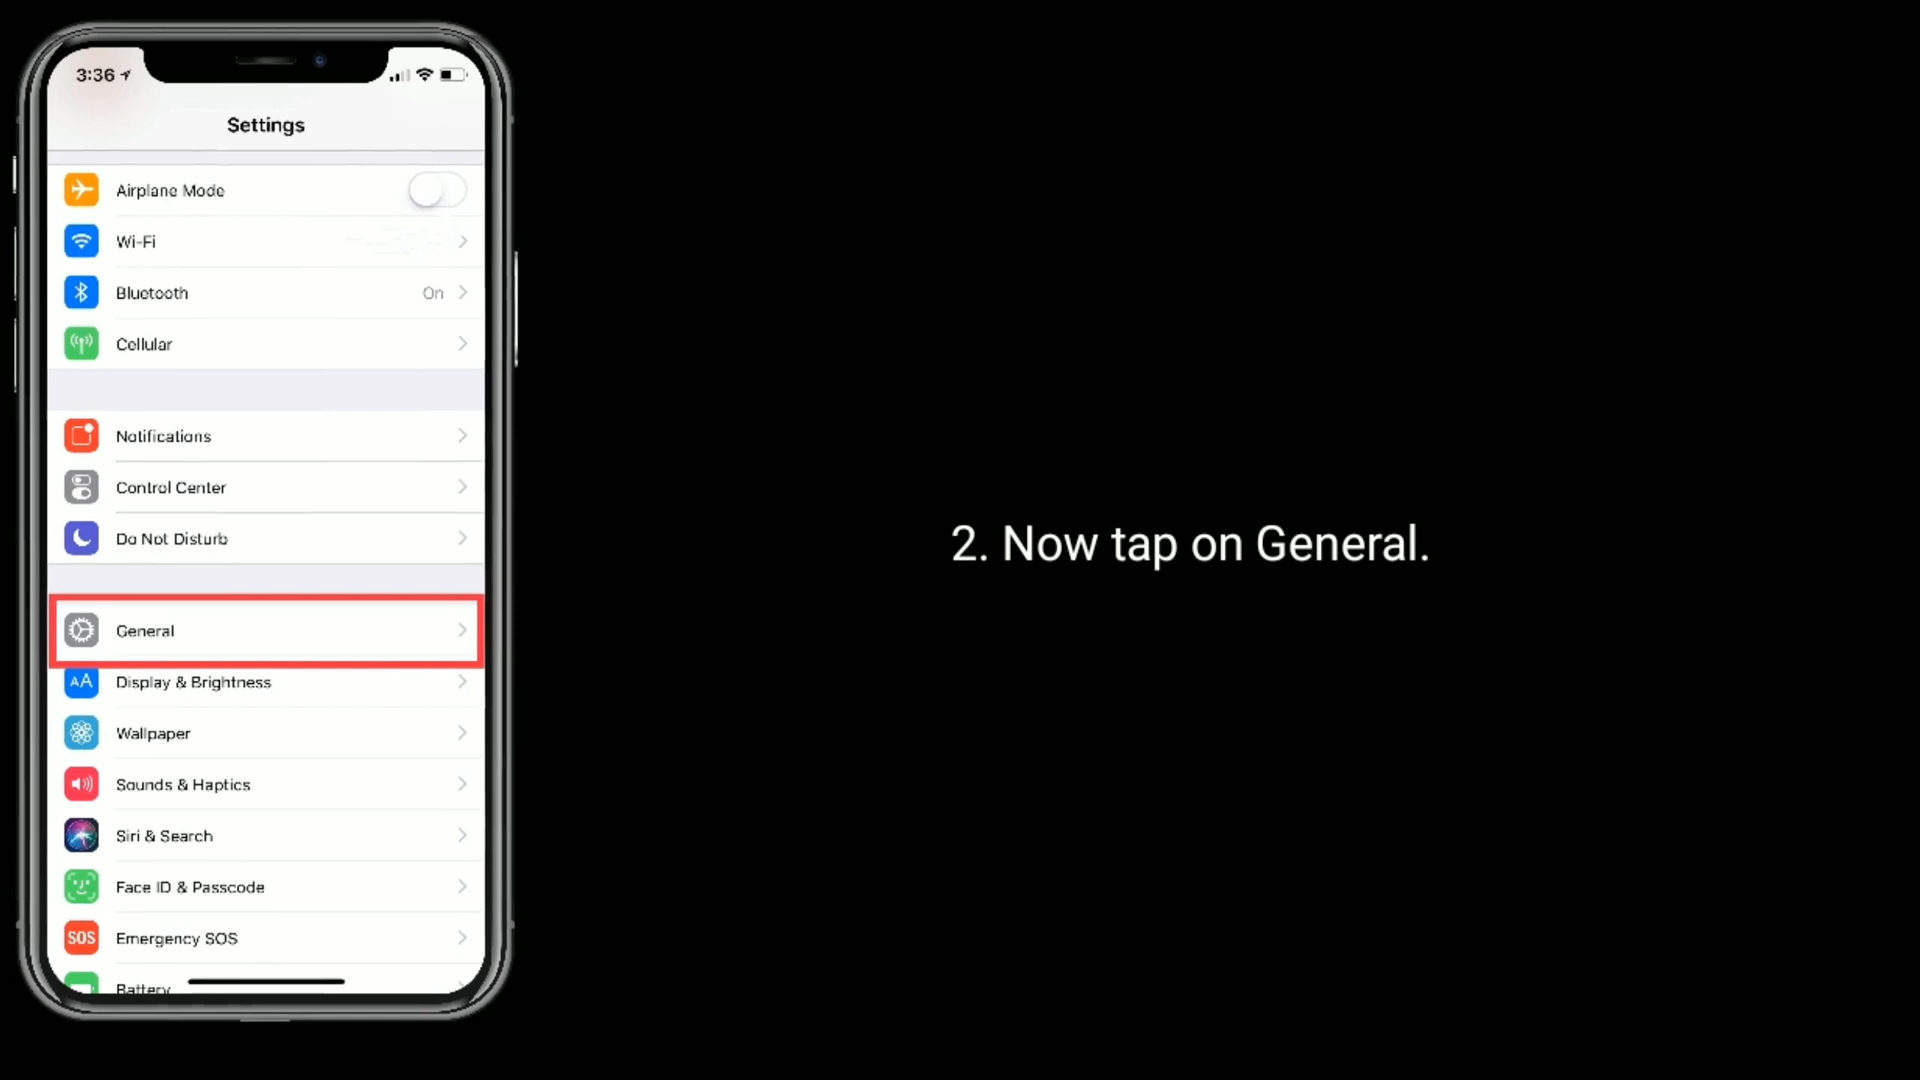 3:36
Settings
Airplane Mode
Wi-Fi
Bluetooth On
Cellular
Notifications
Control Center
Do Not Disturb
General
AA Display & Brightness
Wallpaper
Sounds & Haptics
Siri & Search
Face ID & Passcode
SOS Emergency SOS
Battery
2. Now tap on General.